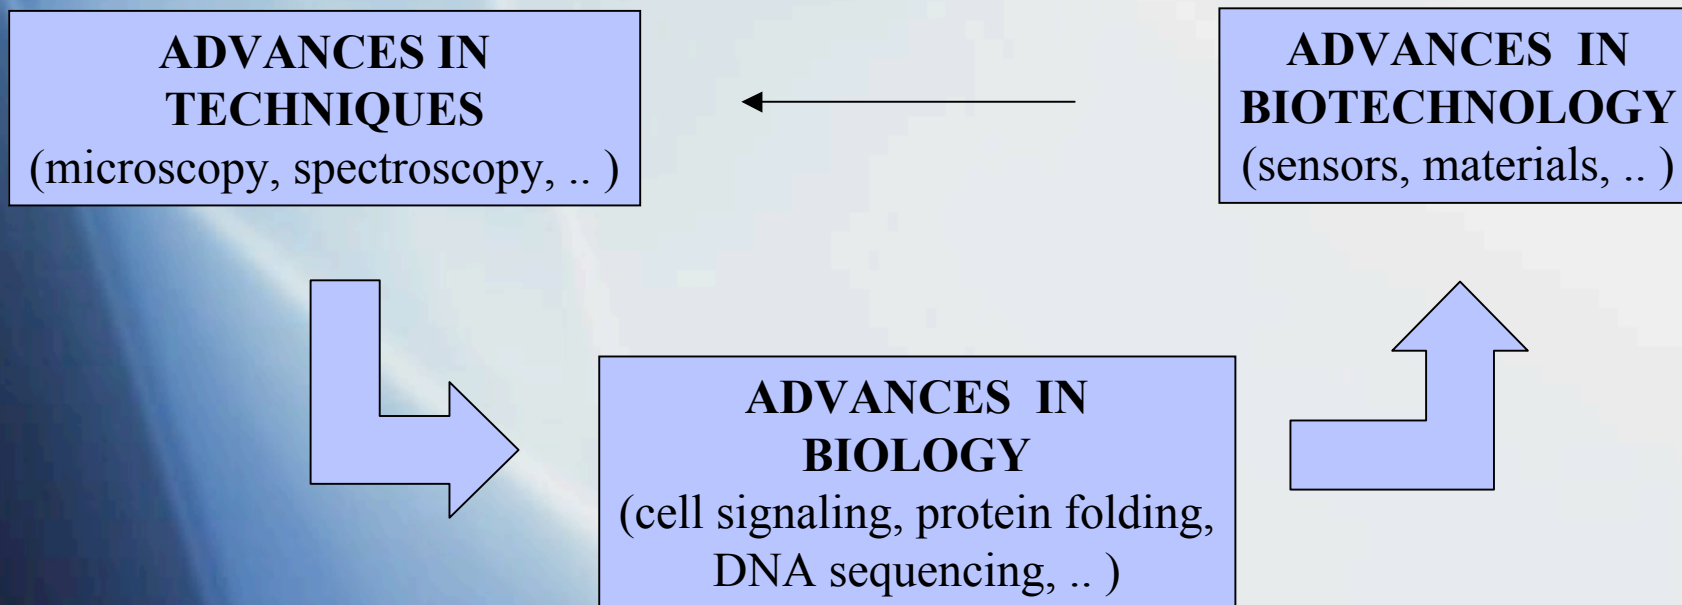 ADVANCES IN
TECHNIQUES
(microscopy, spectroscopy, .. )
ADVANCES  IN
BIOTECHNOLOGY
(sensors, materials, .. )
ADVANCES  IN
BIOLOGY
(cell signaling, protein folding,
DNA sequencing, .. )